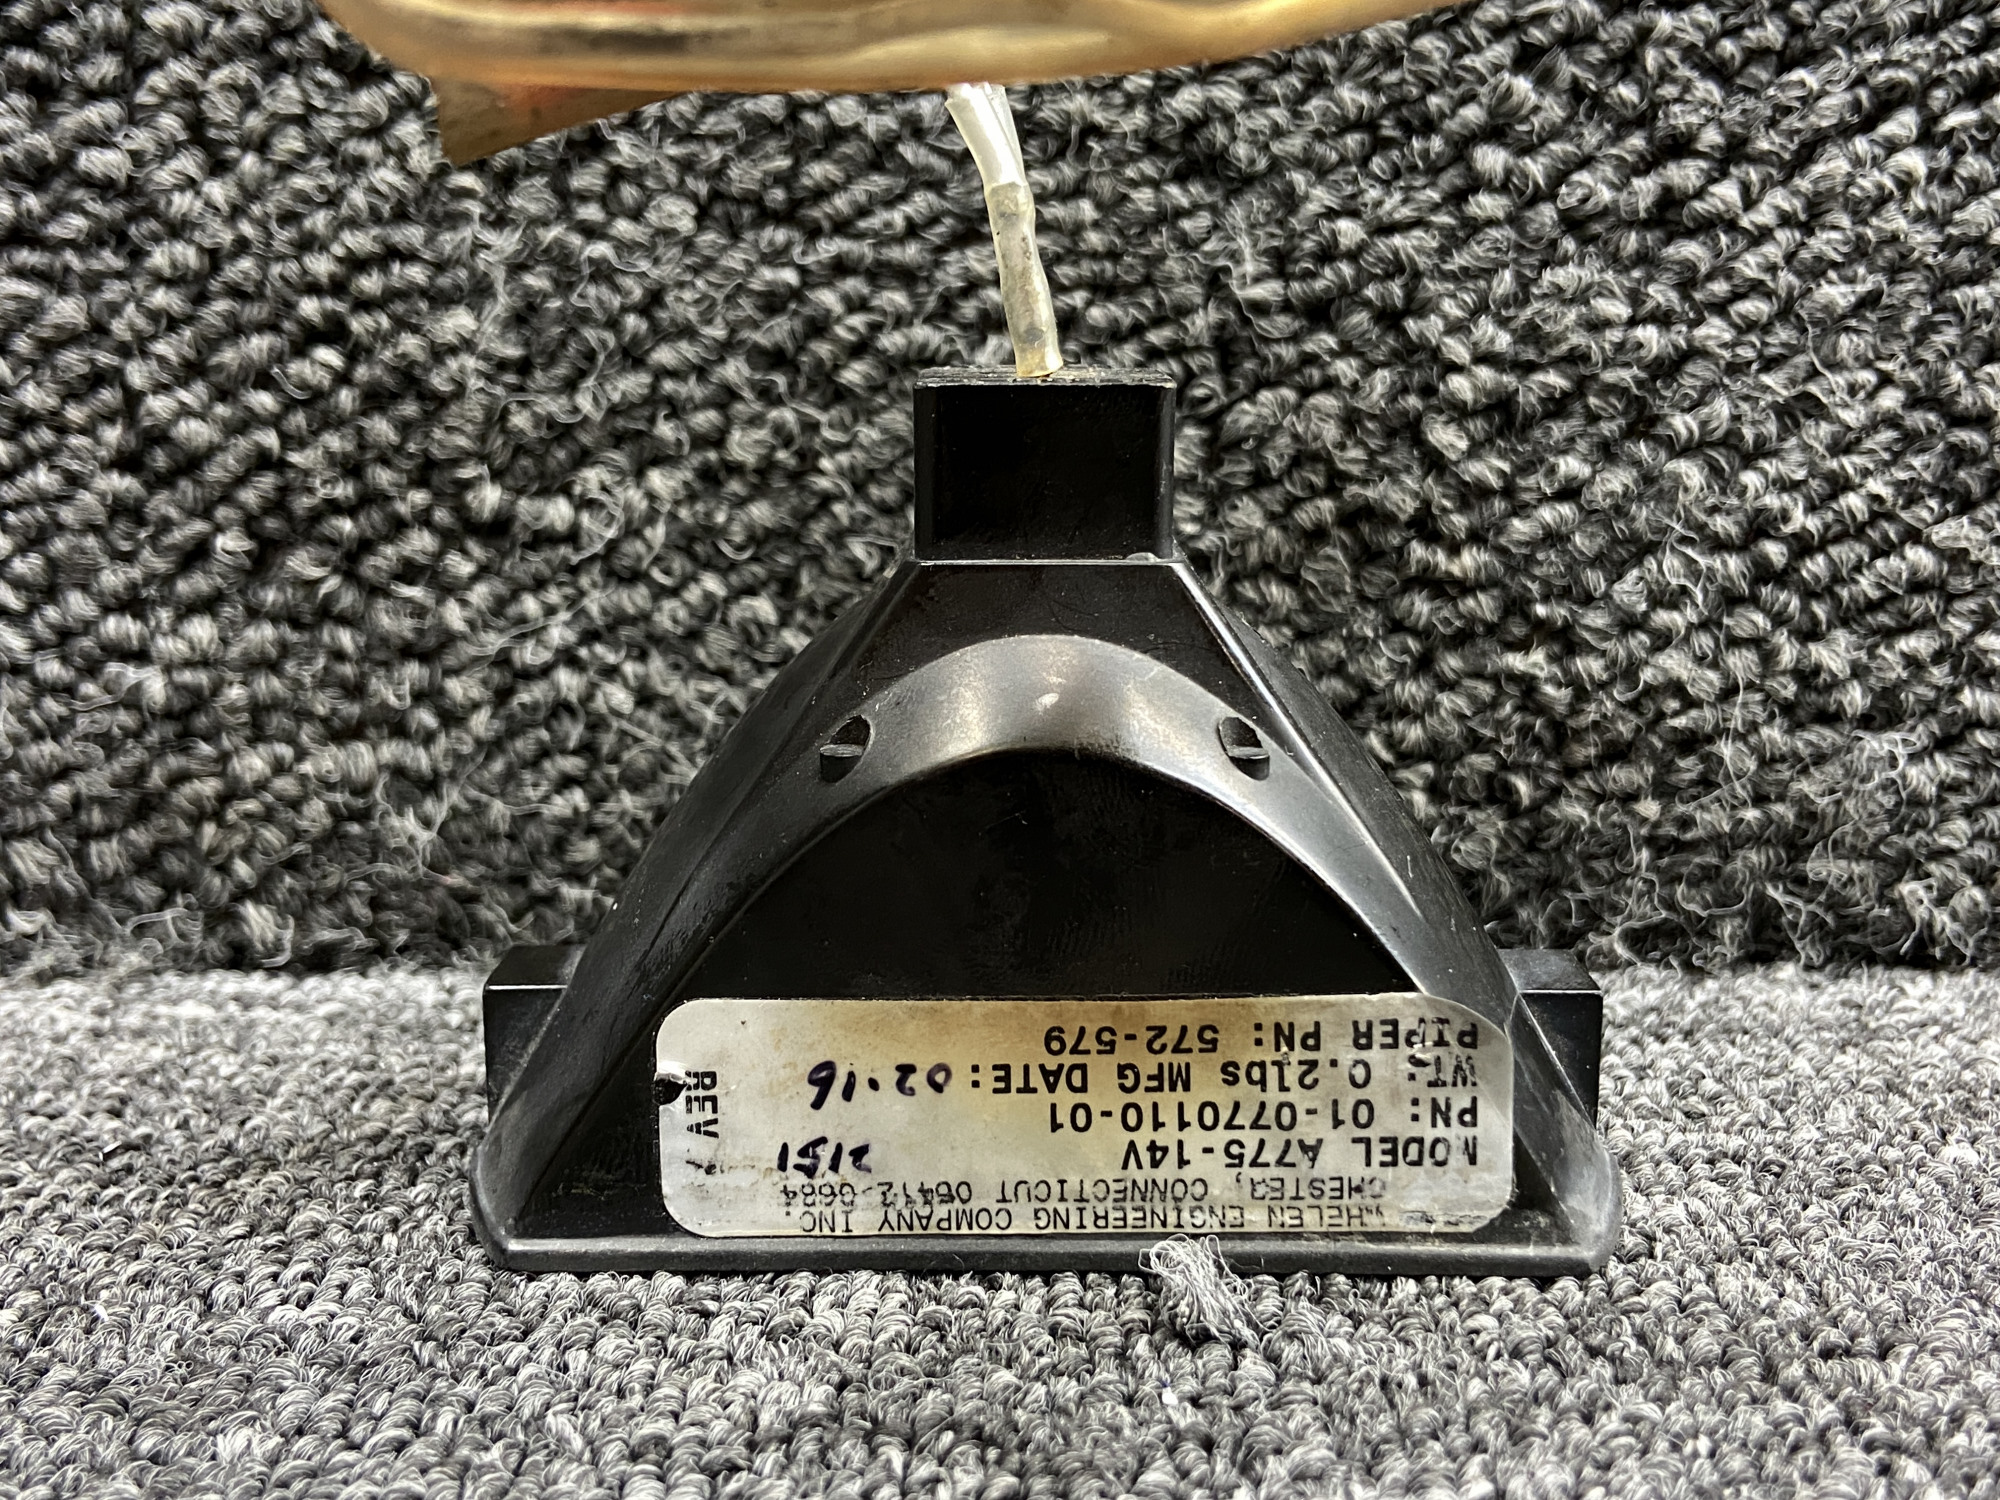 WHELEN ENGINEERING COMPANY INC.
CHESTER, CONNECTICUT 06412-0684
MODEL A775-14V 2151
PN: 01-0770110-01
WT: 0.2lbs MFG DATE: 02·16
PIPER PN: 572-579
REV